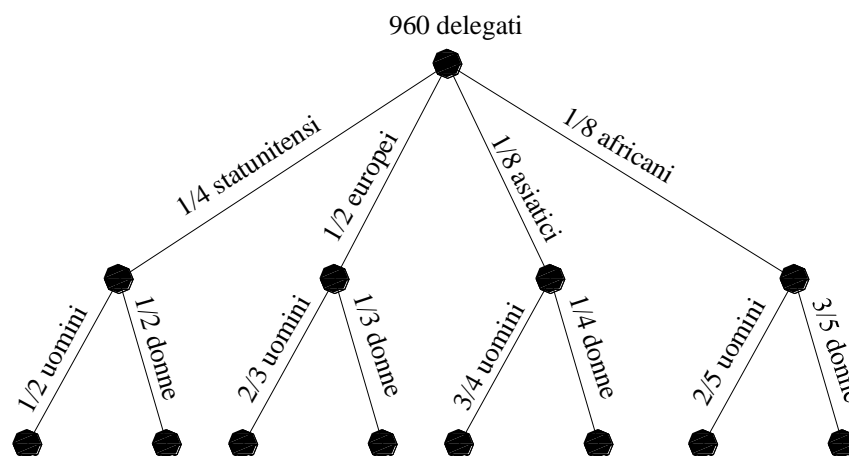 960 delegati
1/4 statunitensi
1/2 europei
1/8 asiatici
1/8 africani
1/2 uomini
1/2 donne
2/3 uomini
1/3 donne
3/4 uomini
1/4 donne
2/5 uomini
3/5 donne